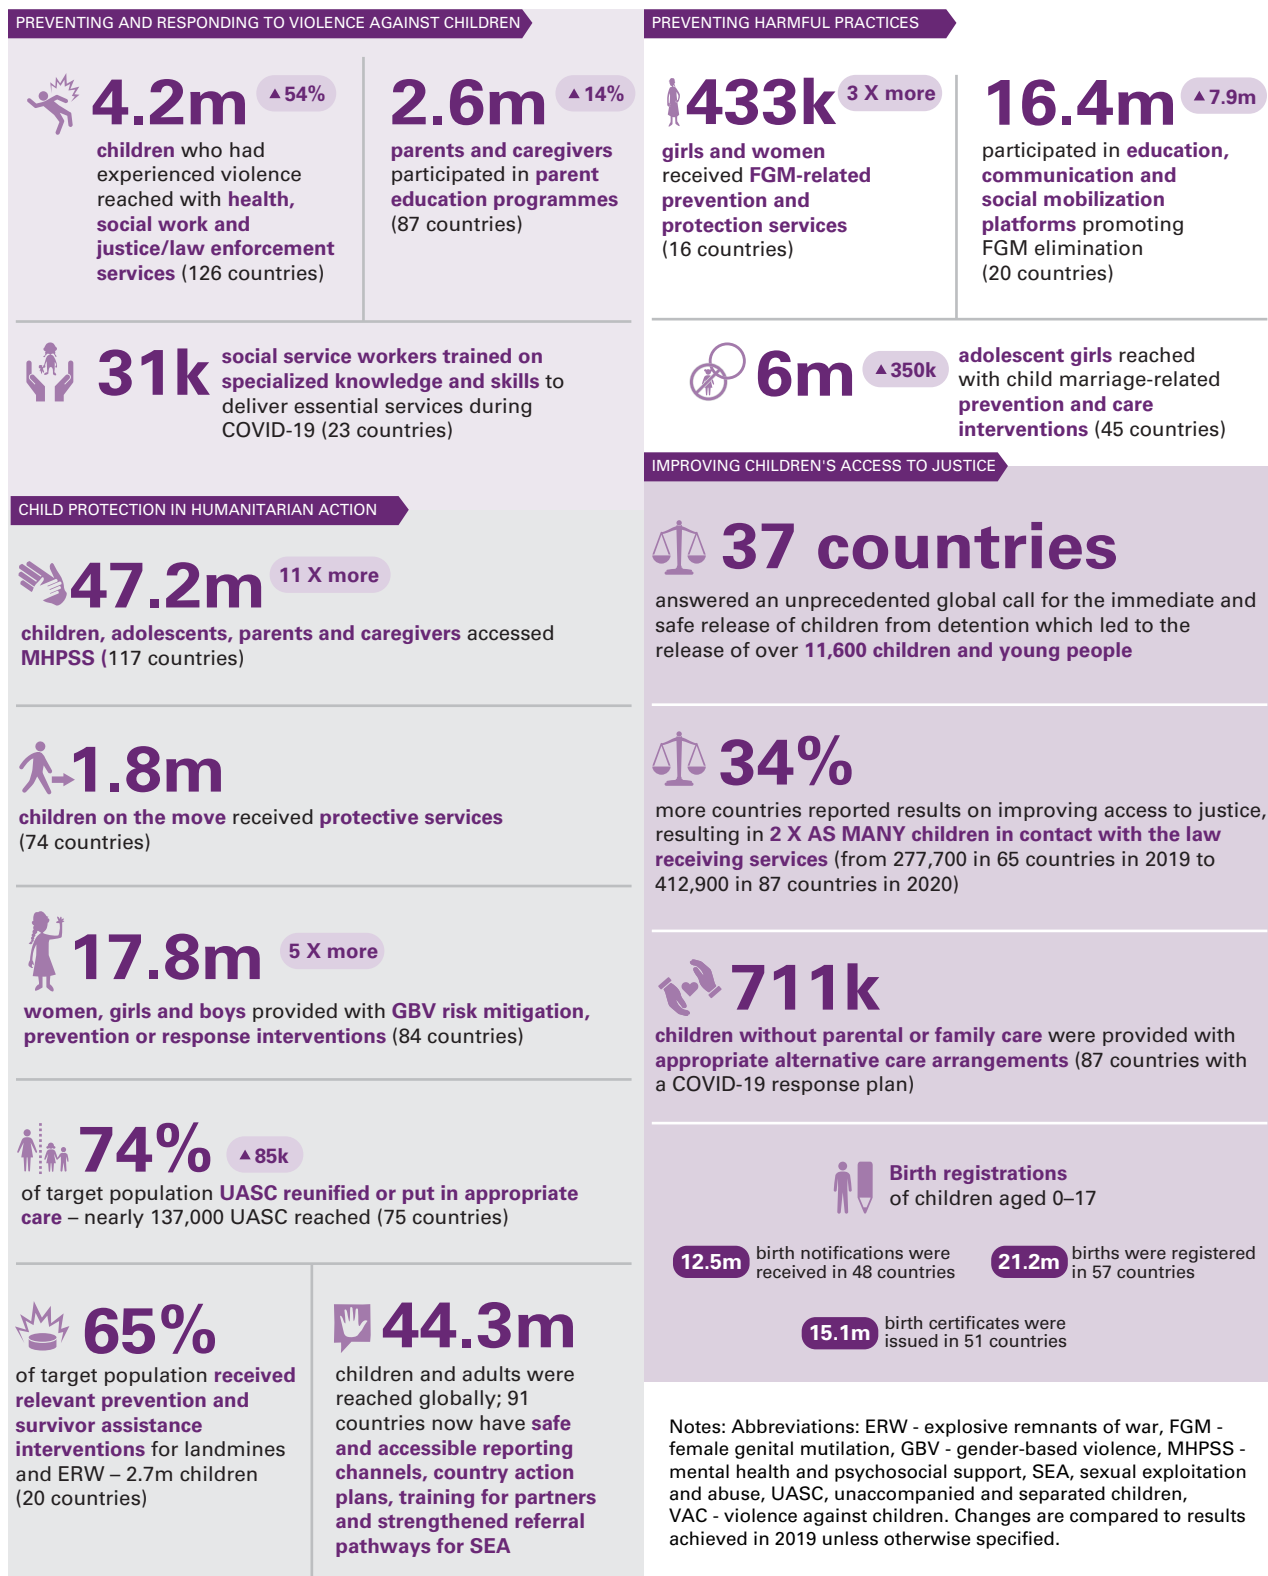 PREVENTING AND RESPONDING TO VIOLENCE AGAINST CHILDREN
4.2m ▲54%
children who had
experienced violence
reached with health,
social work and
justice/law enforcement
services (126 countries)
2.6m ▲14%
parents and caregivers
participated in parent
education programmes
(87 countries)
31k
social service workers trained on
specialized knowledge and skills to
deliver essential services during
COVID-19 (23 countries)
CHILD PROTECTION IN HUMANITARIAN ACTION
47.2m 11 X more
children, adolescents, parents and caregivers accessed
MHPSS (117 countries)
1.8m
children on the move received protective services
(74 countries)
17.8m 5 X more
women, girls and boys provided with GBV risk mitigation,
prevention or response interventions (84 countries)
74% ▲85k
of target population UASC reunified or put in appropriate
care – nearly 137,000 UASC reached (75 countries)
65%
of target population received
relevant prevention and
survivor assistance
interventions for landmines
and ERW – 2.7m children
(20 countries)
44.3m
children and adults were
reached globally; 91
countries now have safe
and accessible reporting
channels, country action
plans, training for partners
and strengthened referral
pathways for SEA
PREVENTING HARMFUL PRACTICES
433k 3 X more
girls and women
received FGM-related
prevention and
protection services
(16 countries)
16.4m ▲7.9m
participated in education,
communication and
social mobilization
platforms promoting
FGM elimination
(20 countries)
6m ▲350k
adolescent girls reached
with child marriage-related
prevention and care
interventions (45 countries)
IMPROVING CHILDREN'S ACCESS TO JUSTICE
37 countries
answered an unprecedented global call for the immediate and
safe release of children from detention which led to the
release of over 11,600 children and young people
34%
more countries reported results on improving access to justice,
resulting in 2 X AS MANY children in contact with the law
receiving services (from 277,700 in 65 countries in 2019 to
412,900 in 87 countries in 2020)
711k
children without parental or family care were provided with
appropriate alternative care arrangements (87 countries with
a COVID-19 response plan)
Birth registrations
of children aged 0–17
12.5m birth notifications were
received in 48 countries
21.2m births were registered
in 57 countries
15.1m birth certificates were
issued in 51 countries
Notes: Abbreviations: ERW - explosive remnants of war, FGM -
female genital mutilation, GBV - gender-based violence, MHPSS -
mental health and psychosocial support, SEA, sexual exploitation
and abuse, UASC, unaccompanied and separated children,
VAC - violence against children. Changes are compared to results
achieved in 2019 unless otherwise specified.